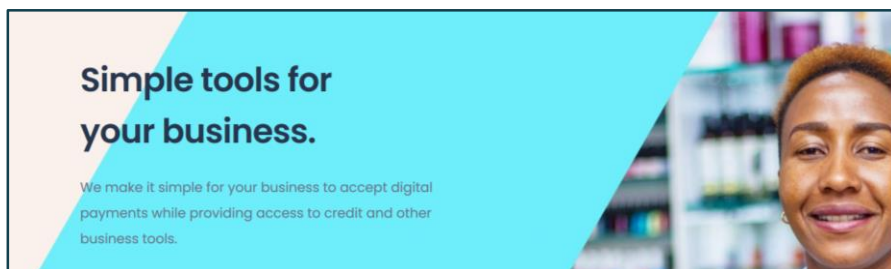 Simple tools for
your business.
We make it simple for your business to accept digital
payments while providing access to credit and other
business tools.